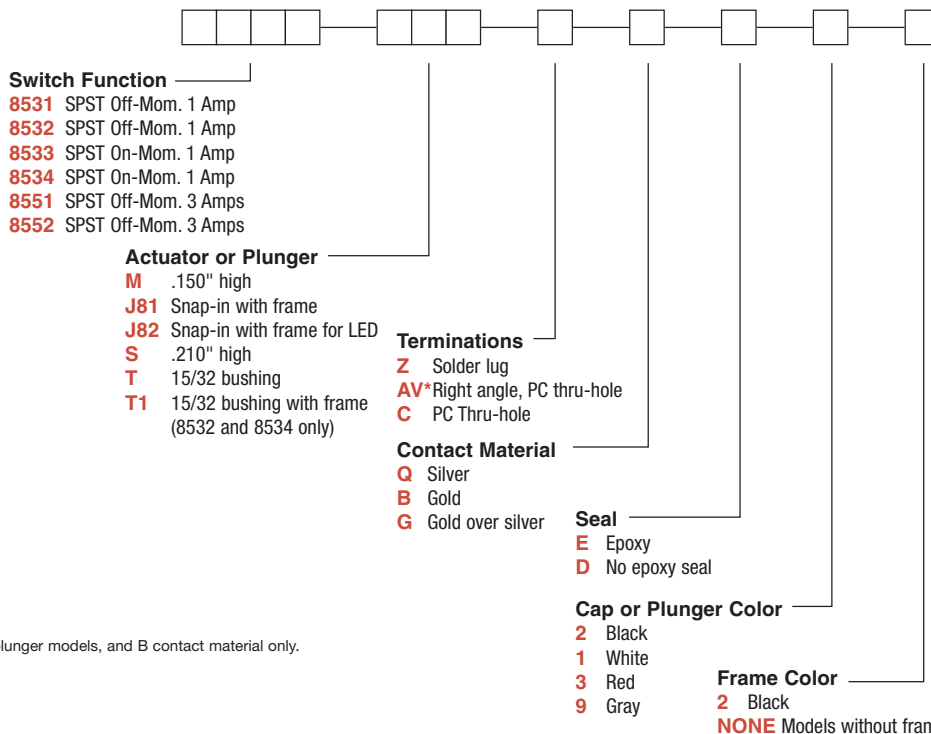 Switch Function
8531 SPST Off-Mom. 1 Amp
8532 SPST Off-Mom. 1 Amp
8533 SPST On-Mom. 1 Amp
8534 SPST On-Mom. 1 Amp
8551 SPST Off-Mom. 3 Amps
8552 SPST Off-Mom. 3 Amps
Actuator or Plunger
M .150" high
J81 Snap-in with frame
J82 Snap-in with frame for LED
S .210" high
T 15/32 bushing
T1 15/32 bushing with frame
(8532 and 8534 only)
Terminations
Z Solder lug
AV* Right angle, PC thru-hole
C PC Thru-hole
Contact Material
Q Silver
B Gold
G Gold over silver
Seal
E Epoxy
D No epoxy seal
Cap or Plunger Color
2 Black
1 White
3 Red
9 Gray
Frame Color
2 Black
NONE Models without
models, and B contact material only.